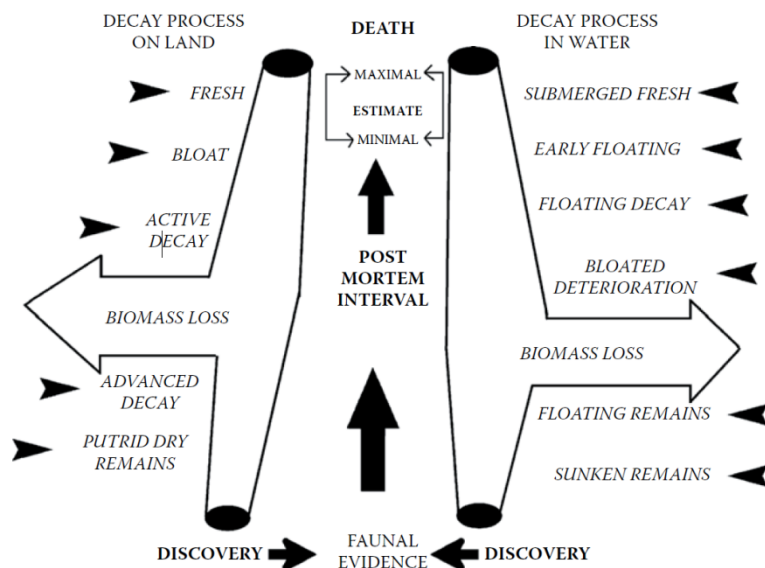 DECAY PROCESS
ON LAND
DEATH
DECAY PROCESS
IN WATER
MAXIMAL
ESTIMATE
MINIMAL
FRESH
BLOAT
ACTIVE
DECAY
BIOMASS LOSS
ADVANCED
DECAY
PUTRID DRY
REMAINS
POST
MORTEM
INTERVAL
SUBMERGED FRESH
EARLY FLOATING
FLOATING DECAY
BLOATED
DETERIORATION
BIOMASS LOSS
FLOATING REMAINS
SUNKEN REMAINS
DISCOVERY
FAUNAL
EVIDENCE
DISCOVERY